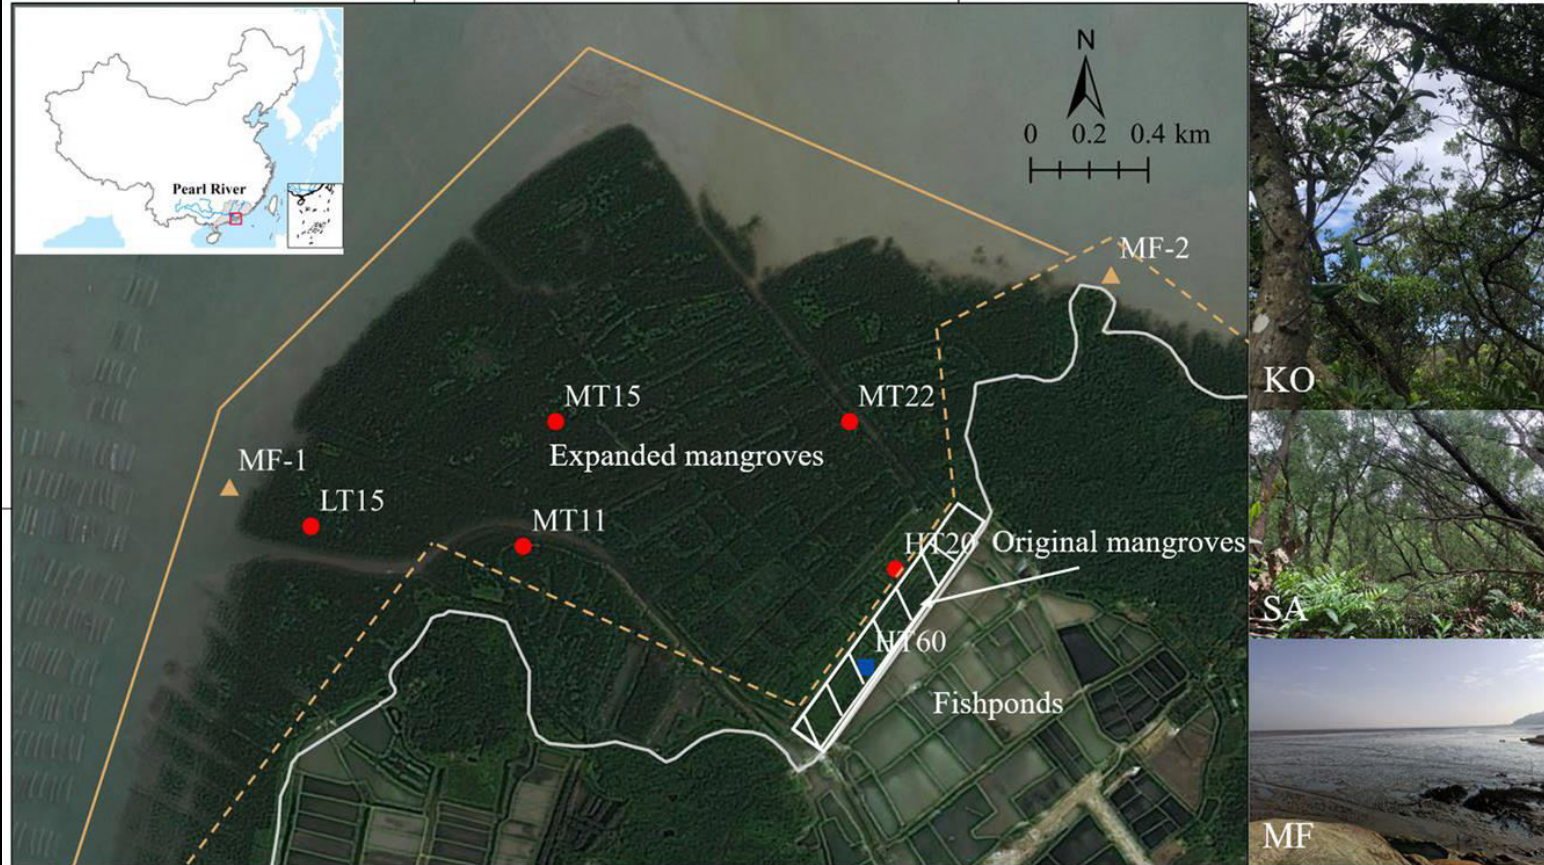 Pearl River
N
0 0.2 0.4 km
MF-2
MT15
MT22
Expanded mangroves
MF-1
LT15
MT11
HT20
Original mangroves
HT60
Fishponds
KO
SA
MF